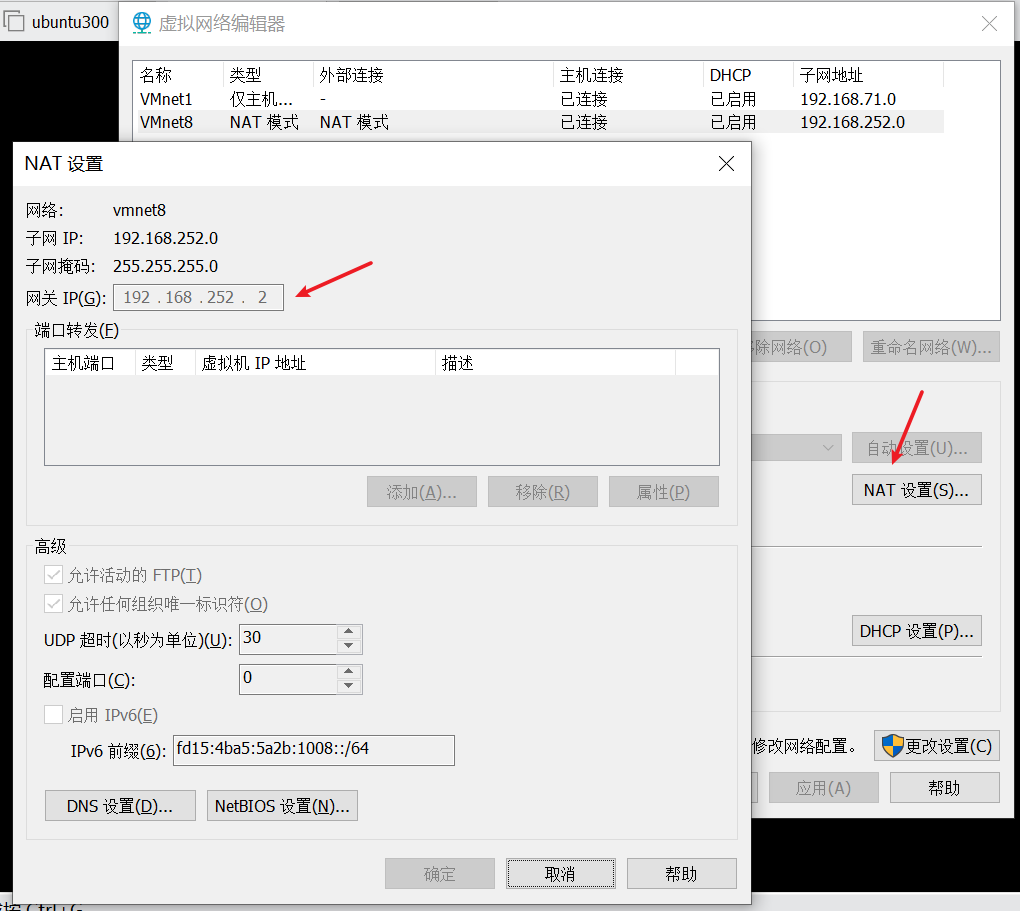 ubuntu300
虚拟网络编辑器
名称 类型 外部连接 主机连接 DHCP 子网地址
VMnet1 仅主机... - 已连接 已启用 192.168.71.0
VMnet8 NAT 模式 NAT 模式 已连接 已启用 192.168.252.0
NAT 设置
网络: vmnet8
子网 IP: 192.168.252.0
子网掩码: 255.255.255.0
网关 IP(G): 192 . 168 . 252 . 2
端口转发(F)
主机端口 类型 虚拟机 IP 地址 描述
添加(A)... 移除(R) 属性(P)
高级
允许活动的 FTP(T)
允许任何组织唯一标识符(O)
UDP 超时(以秒为单位)(U): 30
配置端口(C): 0
启用 IPv6(E)
IPv6 前缀(6): fd15:4ba5:5a2b:1008::/64
DNS 设置(D)... NetBIOS 设置(N)...
确定 取消 帮助
除网络(O) 重命名网络(W)...
自动设置(U)...
NAT 设置(S)...
DHCP 设置(P)...
修改网络配置。 更改设置(C)
应用(A) 帮助